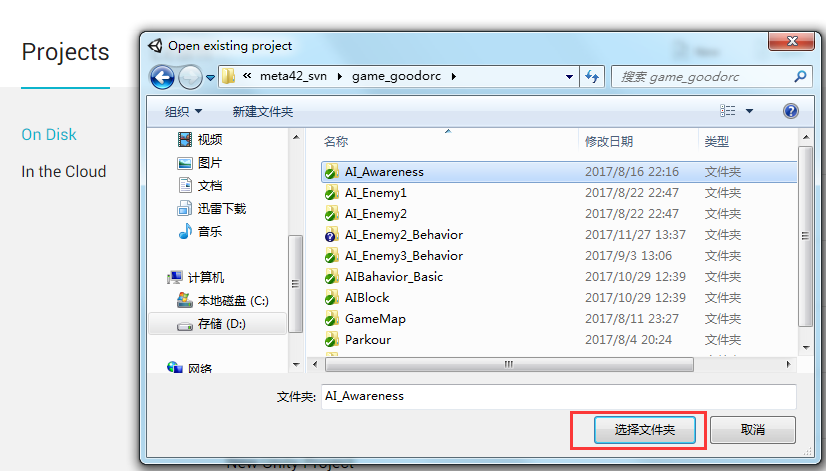 Projects
On Disk
In the Cloud
Open existing project
« meta42_svn game_goodorc
搜索 game_goodorc
组织 新建文件夹
视频
图片
文档
迅雷下载
音乐
计算机
本地磁盘 (C:)
存储 (D:)
网络
名称 修改日期 类型
AI_Awareness 2017/8/16 22:16 文件夹
AI_Enemy1 2017/8/22 22:47 文件夹
AI_Enemy2 2017/8/22 22:47 文件夹
AI_Enemy2_Behavior 2017/11/27 13:37 文件夹
AI_Enemy3_Behavior 2017/9/3 13:06 文件夹
AIBahavior_Basic 2017/10/29 12:39 文件夹
AIBlock 2017/10/29 12:39 文件夹
GameMap 2017/8/11 23:27 文件夹
Parkour 2017/8/4 20:24 文件夹
文件夹: AI_Awareness
选择文件夹 取消
New Unity Project